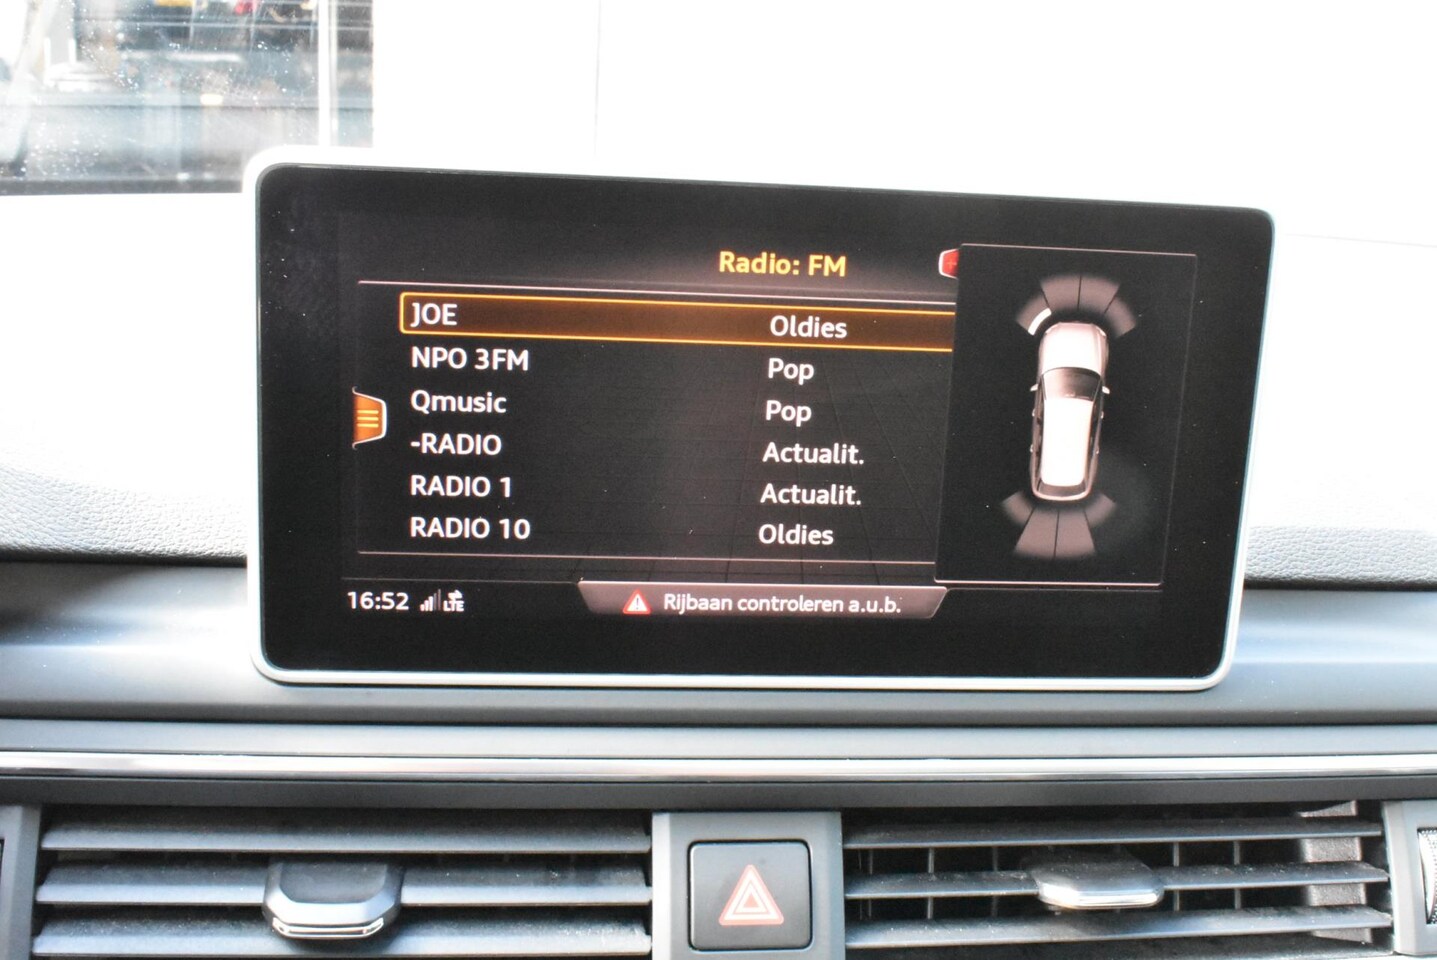 Radio: FM
JOE Oldies
NPO 3FM Pop
Qmusic Pop
-RADIO Actualit.
RADIO 1 Actualit.
RADIO 10 Oldies
16:52 LTE Rijbaan controleren a.u.b.